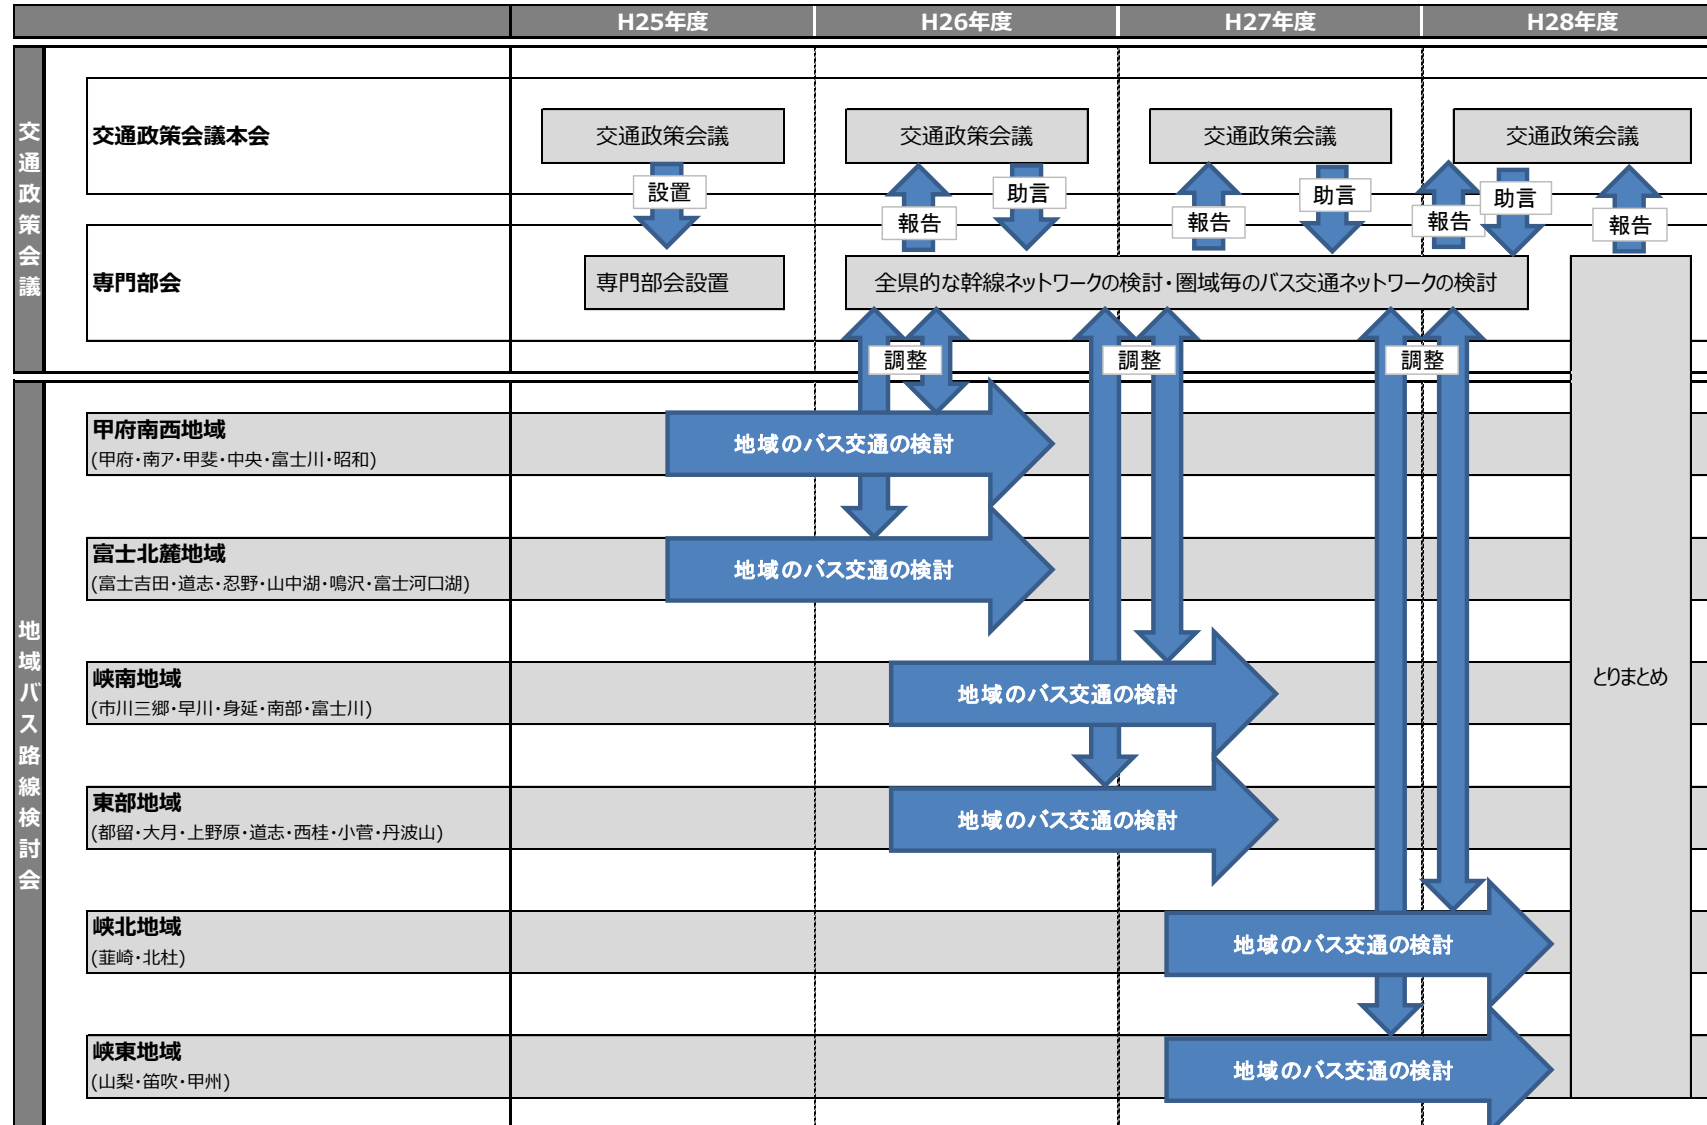 H25年度
H26年度
H27年度
H28年度
交通政策会議
交通政策会議本会
交通政策会議
交通政策会議
交通政策会議
交通政策会議
設置
報告
助言
報告
助言
報告
助言
報告
専門部会
専門部会設置
全県的な幹線ネットワークの検討・圏域毎のバス交通ネットワークの検討
調整
調整
調整
地域バス路線検討会
甲府南西地域
(甲府・南ア・甲斐・中央・富士川・昭和)
地域のバス交通の検討
富士北麓地域
(富士吉田・道志・忍野・山中湖・鳴沢・富士河口湖)
地域のバス交通の検討
峡南地域
(市川三郷・早川・身延・南部・富士川)
地域のバス交通の検討
とりまとめ
東部地域
(都留・大月・上野原・道志・西桂・小菅・丹波山)
地域のバス交通の検討
峡北地域
(韮崎・北杜)
地域のバス交通の検討
峡東地域
(山梨・笛吹・甲州)
地域のバス交通の検討